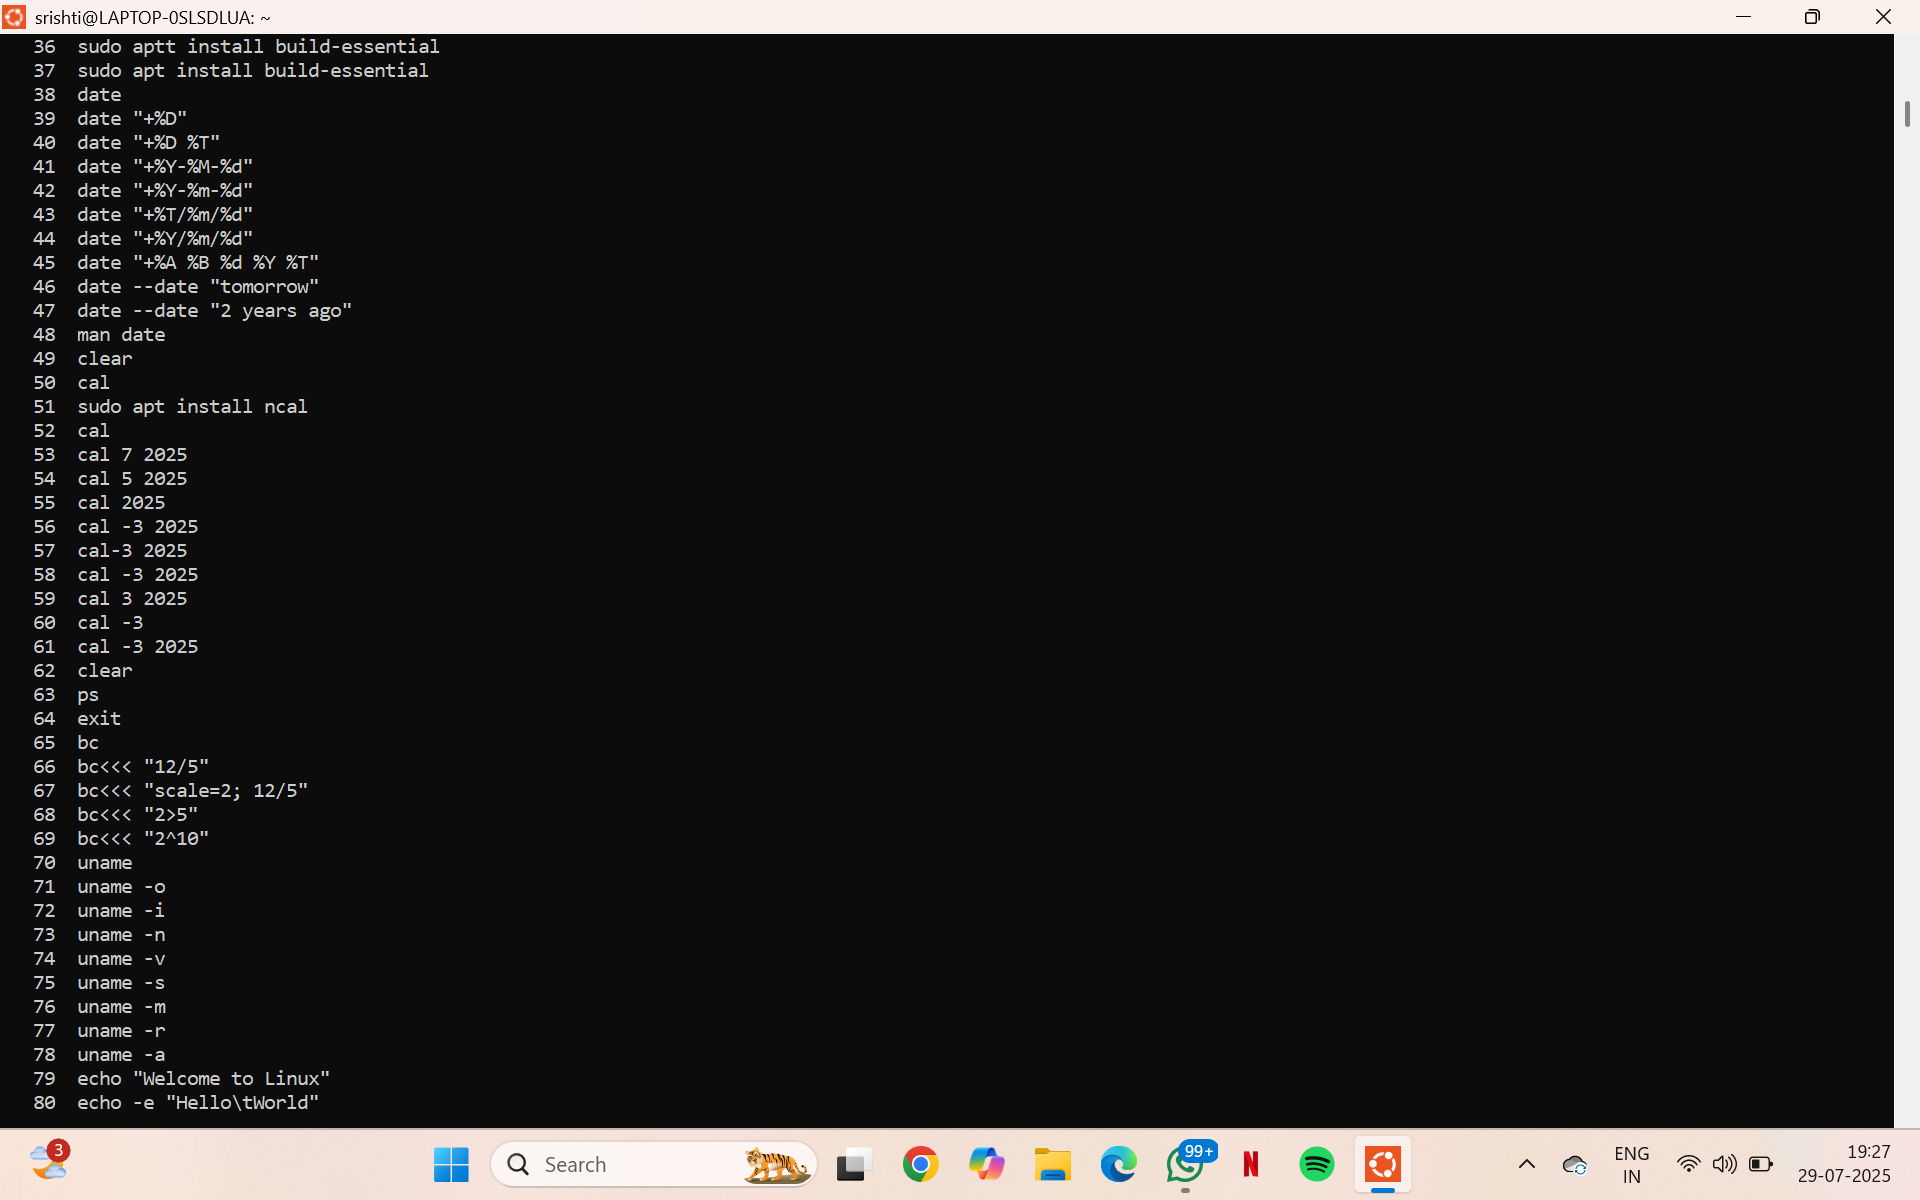 srishti@LAPTOP-0SLSDLUA: ~
36 sudo aptt install build-essential
37 sudo apt install build-essential
38 date
39 date "+%D"
40 date "+%D %T"
41 date "+%Y-%M-%d"
42 date "+%Y-%m-%d"
43 date "+%T/%m/%d"
44 date "+%Y/%m/%d"
45 date "+%A %B %d %Y %T"
46 date --date "tomorrow"
47 date --date "2 years ago"
48 man date
49 clear
50 cal
51 sudo apt install ncal
52 cal
53 cal 7 2025
54 cal 5 2025
55 cal 2025
56 cal -3 2025
57 cal-3 2025
58 cal -3 2025
59 cal 3 2025
60 cal -3
61 cal -3 2025
62 clear
63 ps
64 exit
65 bc
66 bc<<< "12/5"
67 bc<<< "scale=2; 12/5"
68 bc<<< "2>5"
69 bc<<< "2^10"
70 uname
71 uname -o
72 uname -i
73 uname -n
74 uname -v
75 uname -s
76 uname -m
77 uname -r
78 uname -a
79 echo "Welcome to Linux"
80 echo -e "Hello\tWorld"
3
Search
99+
N
ENG
IN
19:27
29-07-2025